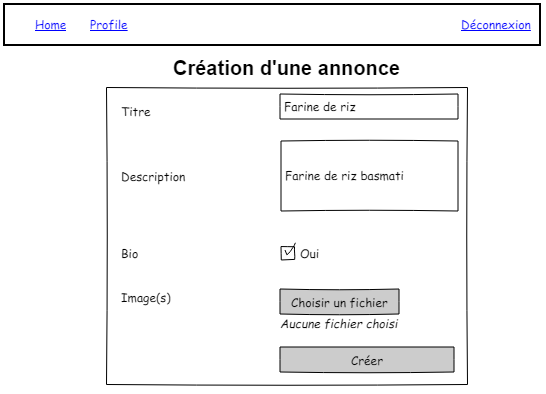 Home Profile Déconnexion
Création d'une annonce
Titre Farine de riz
Description Farine de riz basmati
Bio Oui
Image(s) Choisir un fichier
Aucune fichier choisi
Créer